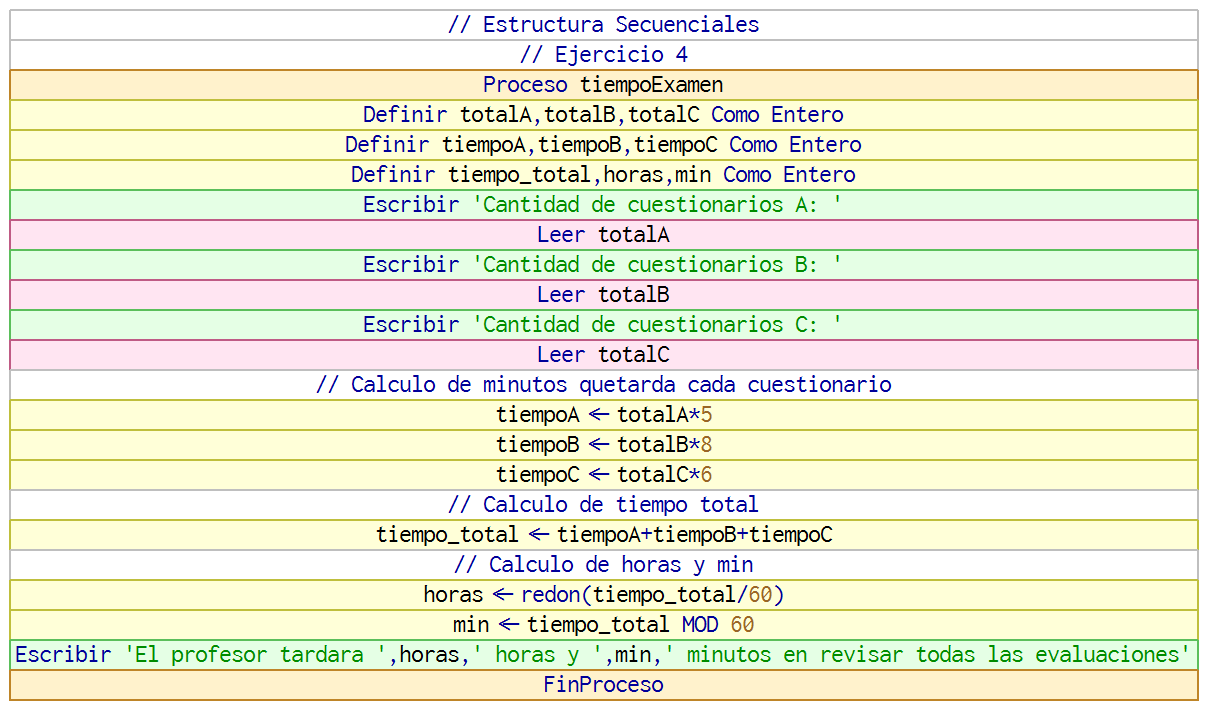 // Estructura Secuenciales
// Ejercicio 4
Proceso tiempoExamen
Definir totalA,totalB,totalC Como Entero
Definir tiempoA,tiempoB,tiempoC Como Entero
Definir tiempo_total,horas,min Como Entero
Escribir 'Cantidad de cuestionarios A: '
Leer totalA
Escribir 'Cantidad de cuestionarios B: '
Leer totalB
Escribir 'Cantidad de cuestionarios C: '
Leer totalC
// Calculo de minutos quetarda cada cuestionario
tiempoA ← totalA*5
tiempoB ← totalB*8
tiempoC ← totalC*6
// Calculo de tiempo total
tiempo_total ← tiempoA+tiempoB+tiempoC
// Calculo de horas y min
horas ← redon(tiempo_total/60)
min ← tiempo_total MOD 60
Escribir 'El profesor tardara ',horas,' horas y ',min,' minutos en revisar todas las evaluaciones'
FinProceso